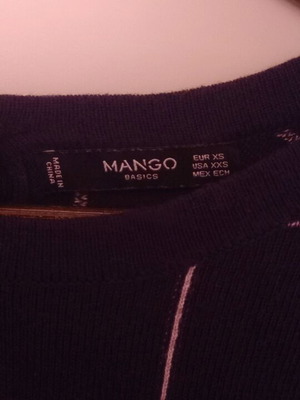 MADE IN
CHINA
MANGO
BASICS
EUR XS
USA XXS
MEX ECH